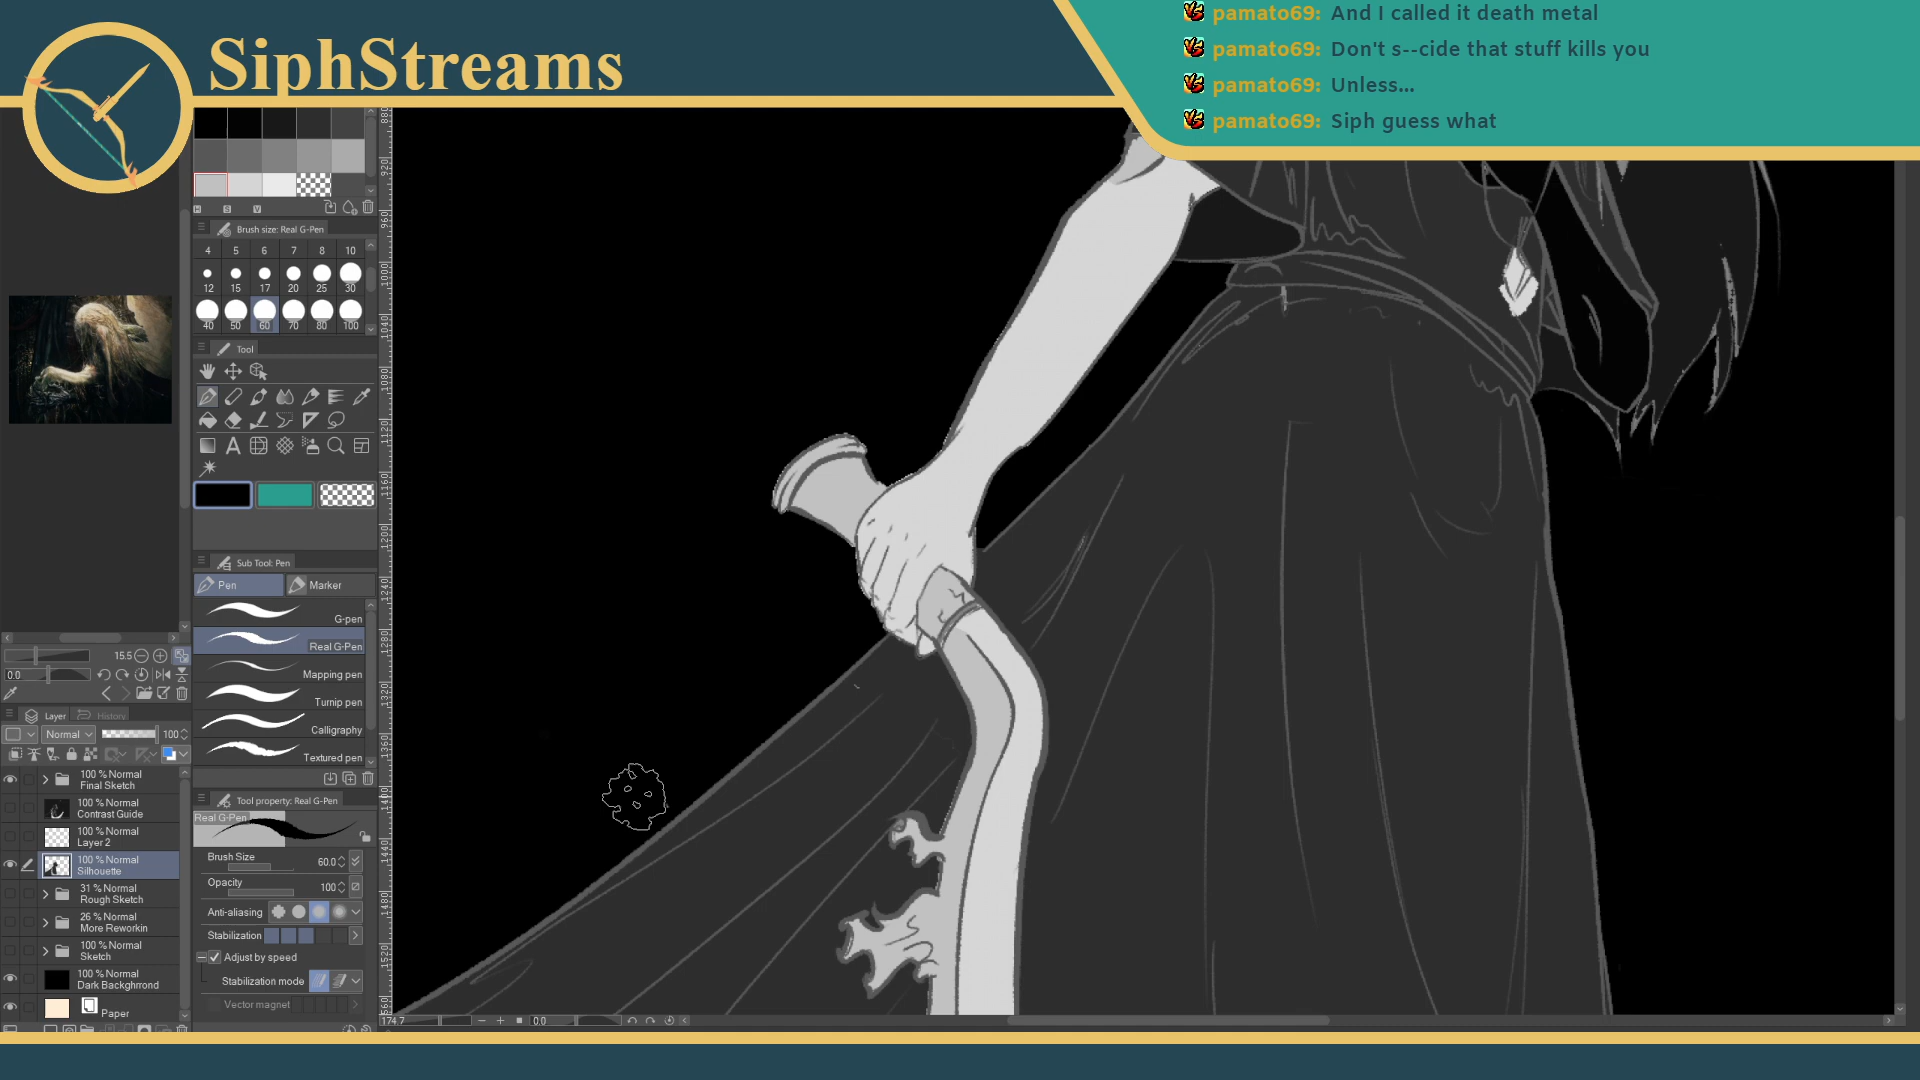 SiphStreams
pamato69: And I called it death metal
pamato69: Don't s--cide that stuff kills you
pamato69: Unless...
pamato69: Siph guess what
H S V
Brush size: Real G-Pen
4 5 6 7 8 10
12 15 17 20 25 30
40 50 60 70 80 100
Tool
Sub Tool: Pen
Pen Marker
G-pen
Real G-Pen
Mapping pen
Turnip pen
Calligraphy
Textured pen
Tool property: Real G-Pen
Real G-Pen
Brush Size 60.0
Opacity 100
Anti-aliasing
Stabilization
Adjust by speed
Stabilization mode
Vector magnet
15.5
0.0
Layer History
Normal 100
100 % Normal
Final Sketch
100 % Normal
Contrast Guide
100 % Normal
Layer 2
100 % Normal
Silhouette
31 % Normal
Rough Sketch
26 % Normal
More Reworkin
100 % Normal
Sketch
100 % Normal
Dark Backghrrond
Paper
174.7 0.0